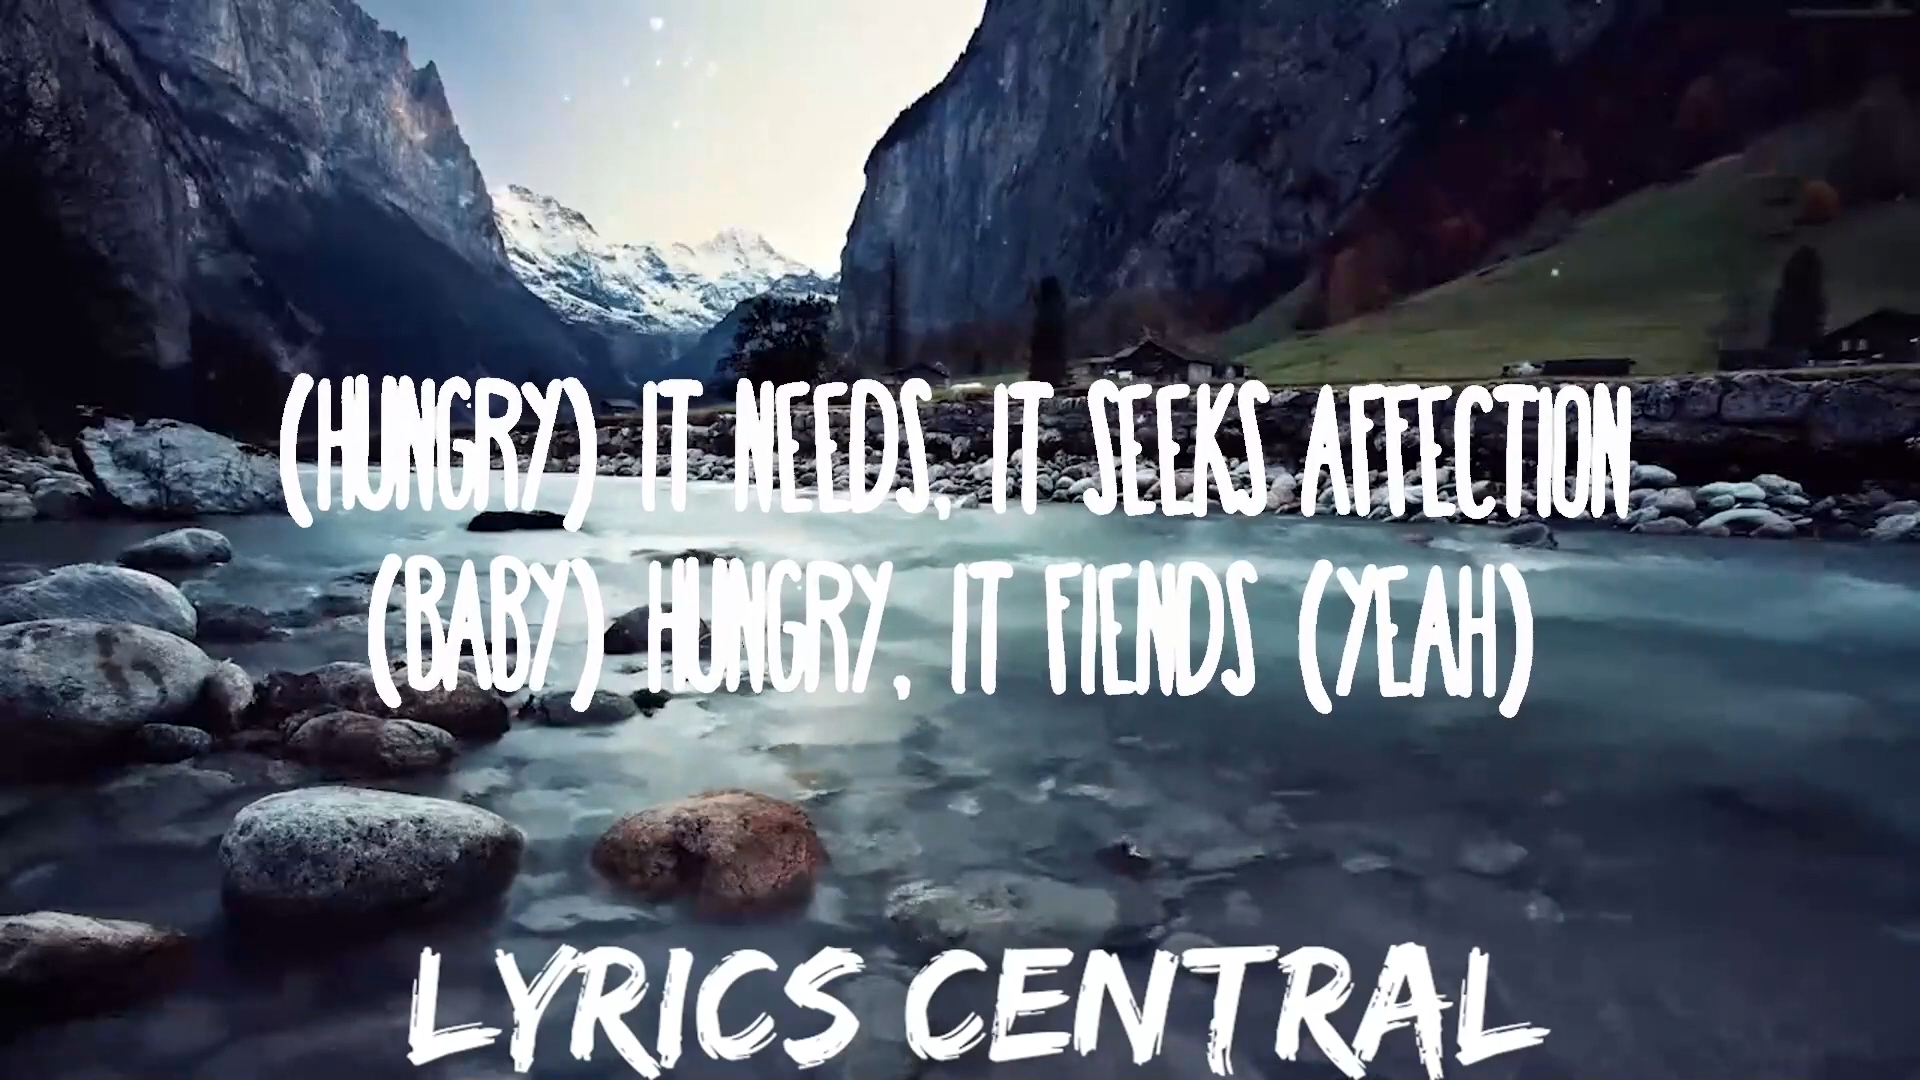 (HUNGRY) IT NEEDS, IT SEEKS AFFECTION
(BABY) HUNGRY, IT FIENDS (YEAH)
LYRICS CENTRAL